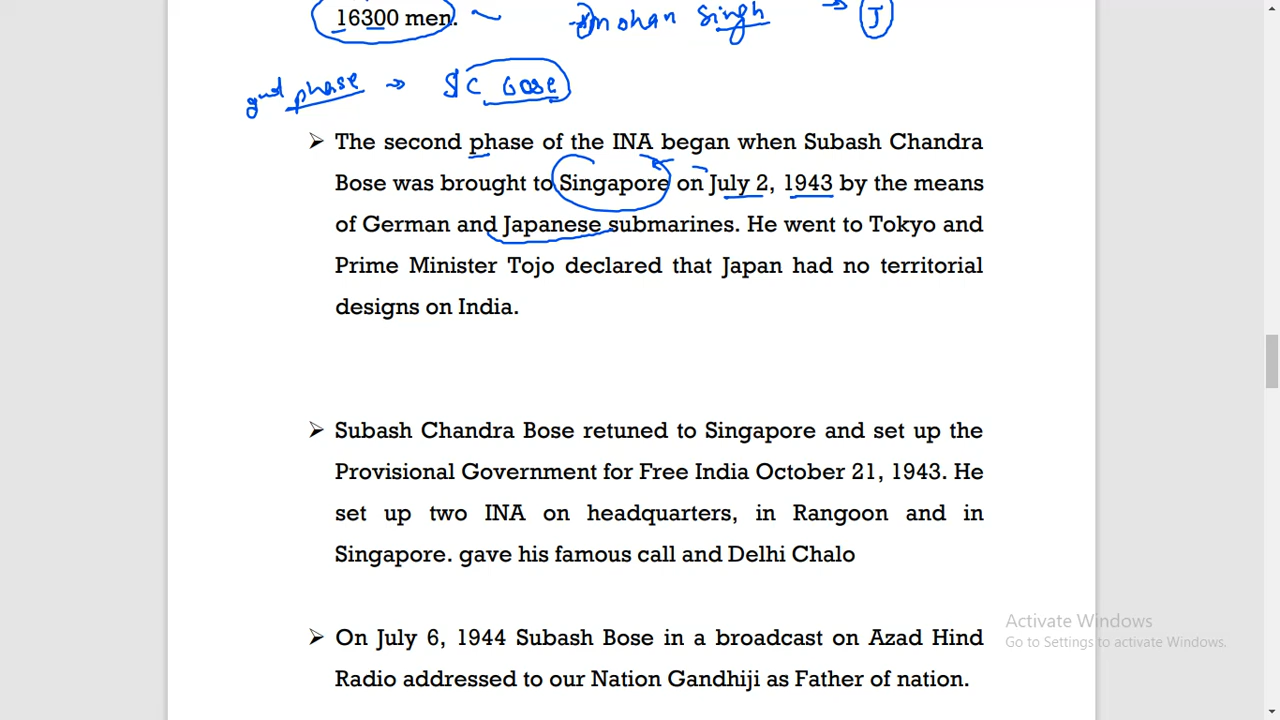 16300 men. ~ → mohan singh → J
2nd phase → S C Bose
➢ The second phase of the INA began when Subash Chandra
Bose was brought to Singapore on July 2, 1943 by the means
of German and Japanese submarines. He went to Tokyo and
Prime Minister Tojo declared that Japan had no territorial
designs on India.
➢ Subash Chandra Bose retuned to Singapore and set up the
Provisional Government for Free India October 21, 1943. He
set up two INA on headquarters, in Rangoon and in
Singapore. gave his famous call and Delhi Chalo
Activate Windows
Go to Settings to activate Windows.
➢ On July 6, 1944 Subash Bose in a broadcast on Azad Hind
Radio addressed to our Nation Gandhiji as Father of nation.